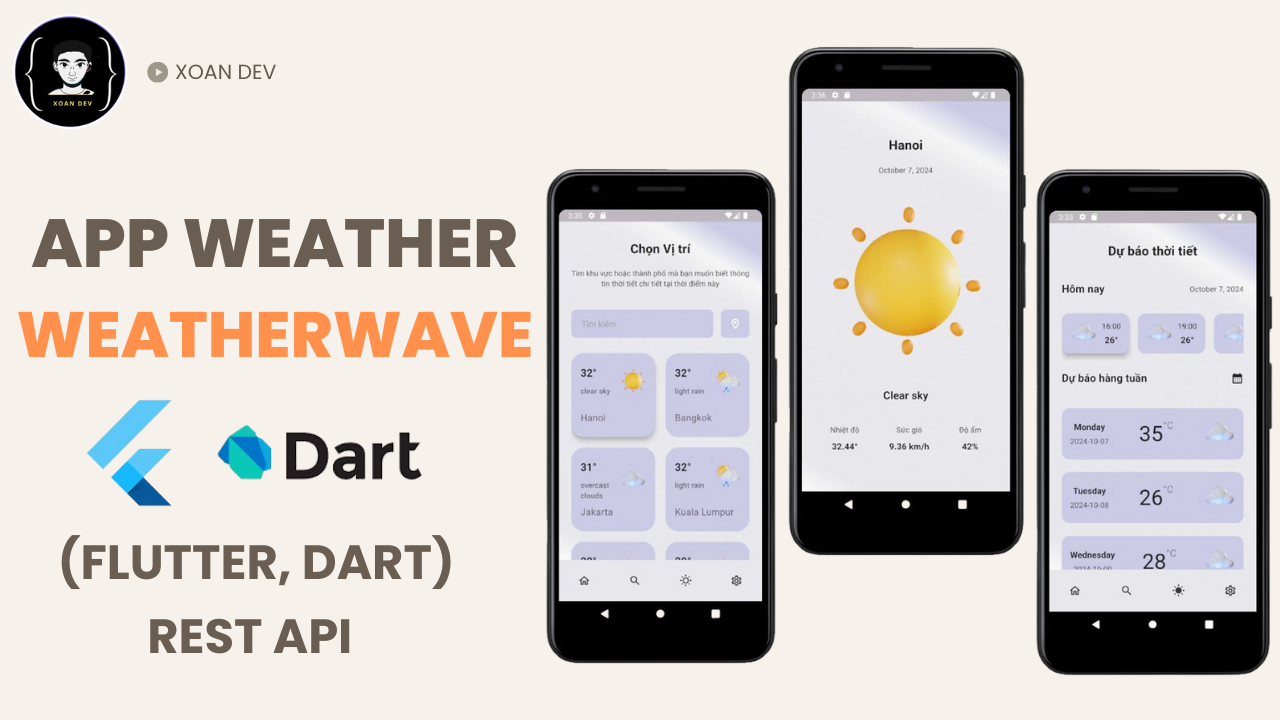 XOAN DEV
XOAN DEV
APP WEATHER
WEATHERWAVE
Dart
(FLUTTER, DART)
REST API
3:35
Chọn Vị trí
Tìm khu vực hoặc thành phố mà bạn muốn biết thông
tin thời tiết chi tiết tại thời điểm này
Tìm kiếm
32°
clear sky
Hanoi
32°
light rain
Bangkok
31°
overcast
clouds
Jakarta
32°
light rain
Kuala Lumpur
3:36
Hanoi
October 7, 2024
Clear sky
Nhiệt độ Sức gió Độ ẩm
32.44° 9.36 km/h 42%
3:35
Dự báo thời tiết
Hôm nay October 7, 2024
16:00
26°
19:00
26°
Dự báo hàng tuần
Monday
2024-10-07
35°C
Tuesday
2024-10-08
26°C
Wednesday
2024-10-09
28°C